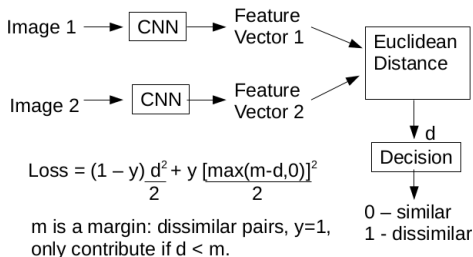 Image 1
CNN
Feature
Vector 1
Euclidean
Distance
Image 2
CNN
Feature
Vector 2
d
Decision
Loss = (1 – y) d² + y [max(m-d,0)]²
2 2
0 – similar
1 - dissimilar
m is a margin: dissimilar pairs, y=1,
only contribute if d < m.